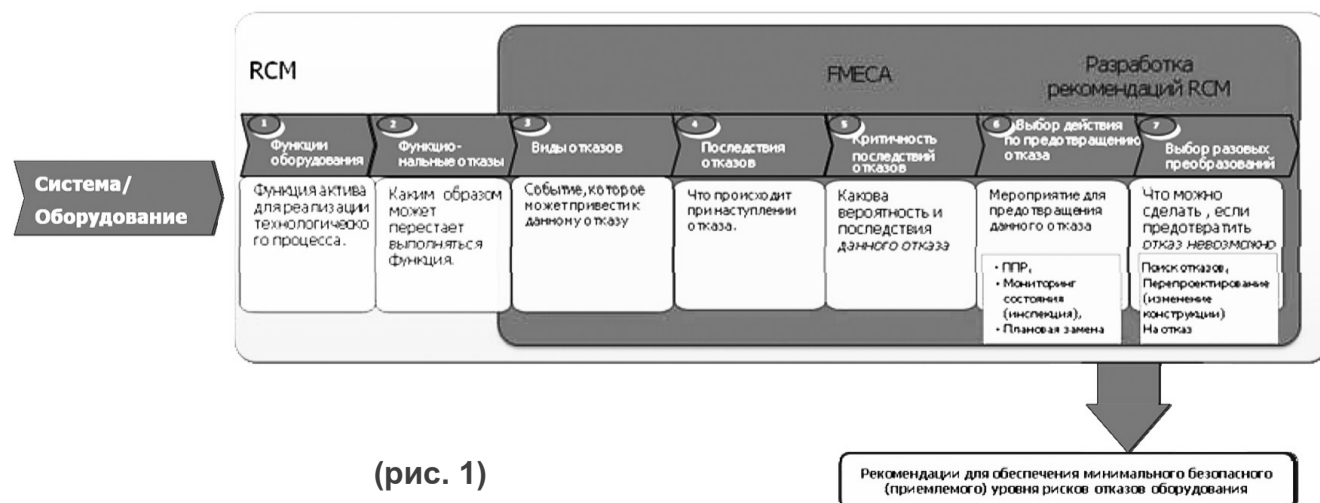 RCM
FMECA
Разработка
рекомендаций RCM
Система/
Оборудование
1
Функции
оборудования
Функция актива
для реализации
технологическо
го процесса.
2
Функцио-
нальные отказы
Каким образом
может
перестает
выполняться
функция.
3
Виды отказов
Событие, которое
может привести к
данному отказу
4
Последствия
отказов
Что происходит
при наступлении
отказа.
5
Критичность
последствий
отказов
Какова
вероятность и
последствия
данного отказа
6
Выбор действия
по предотвращению
отказа
Мероприятие для
предотвращения
данного отказа
• ППР,
• Мониторинг
состояния
(инспекция),
• Плановая замена
7
Выбор разовых
преобразований
Что можно
сделать , если
предотвратить
отказ невозможно
Поиск отказов,
Перепроектирование
(изменение
конструкции)
На отказ
(рис. 1)
Рекомендации для обеспечения минимального безопасного
(приемлемого) уровня рисков отказов оборудования